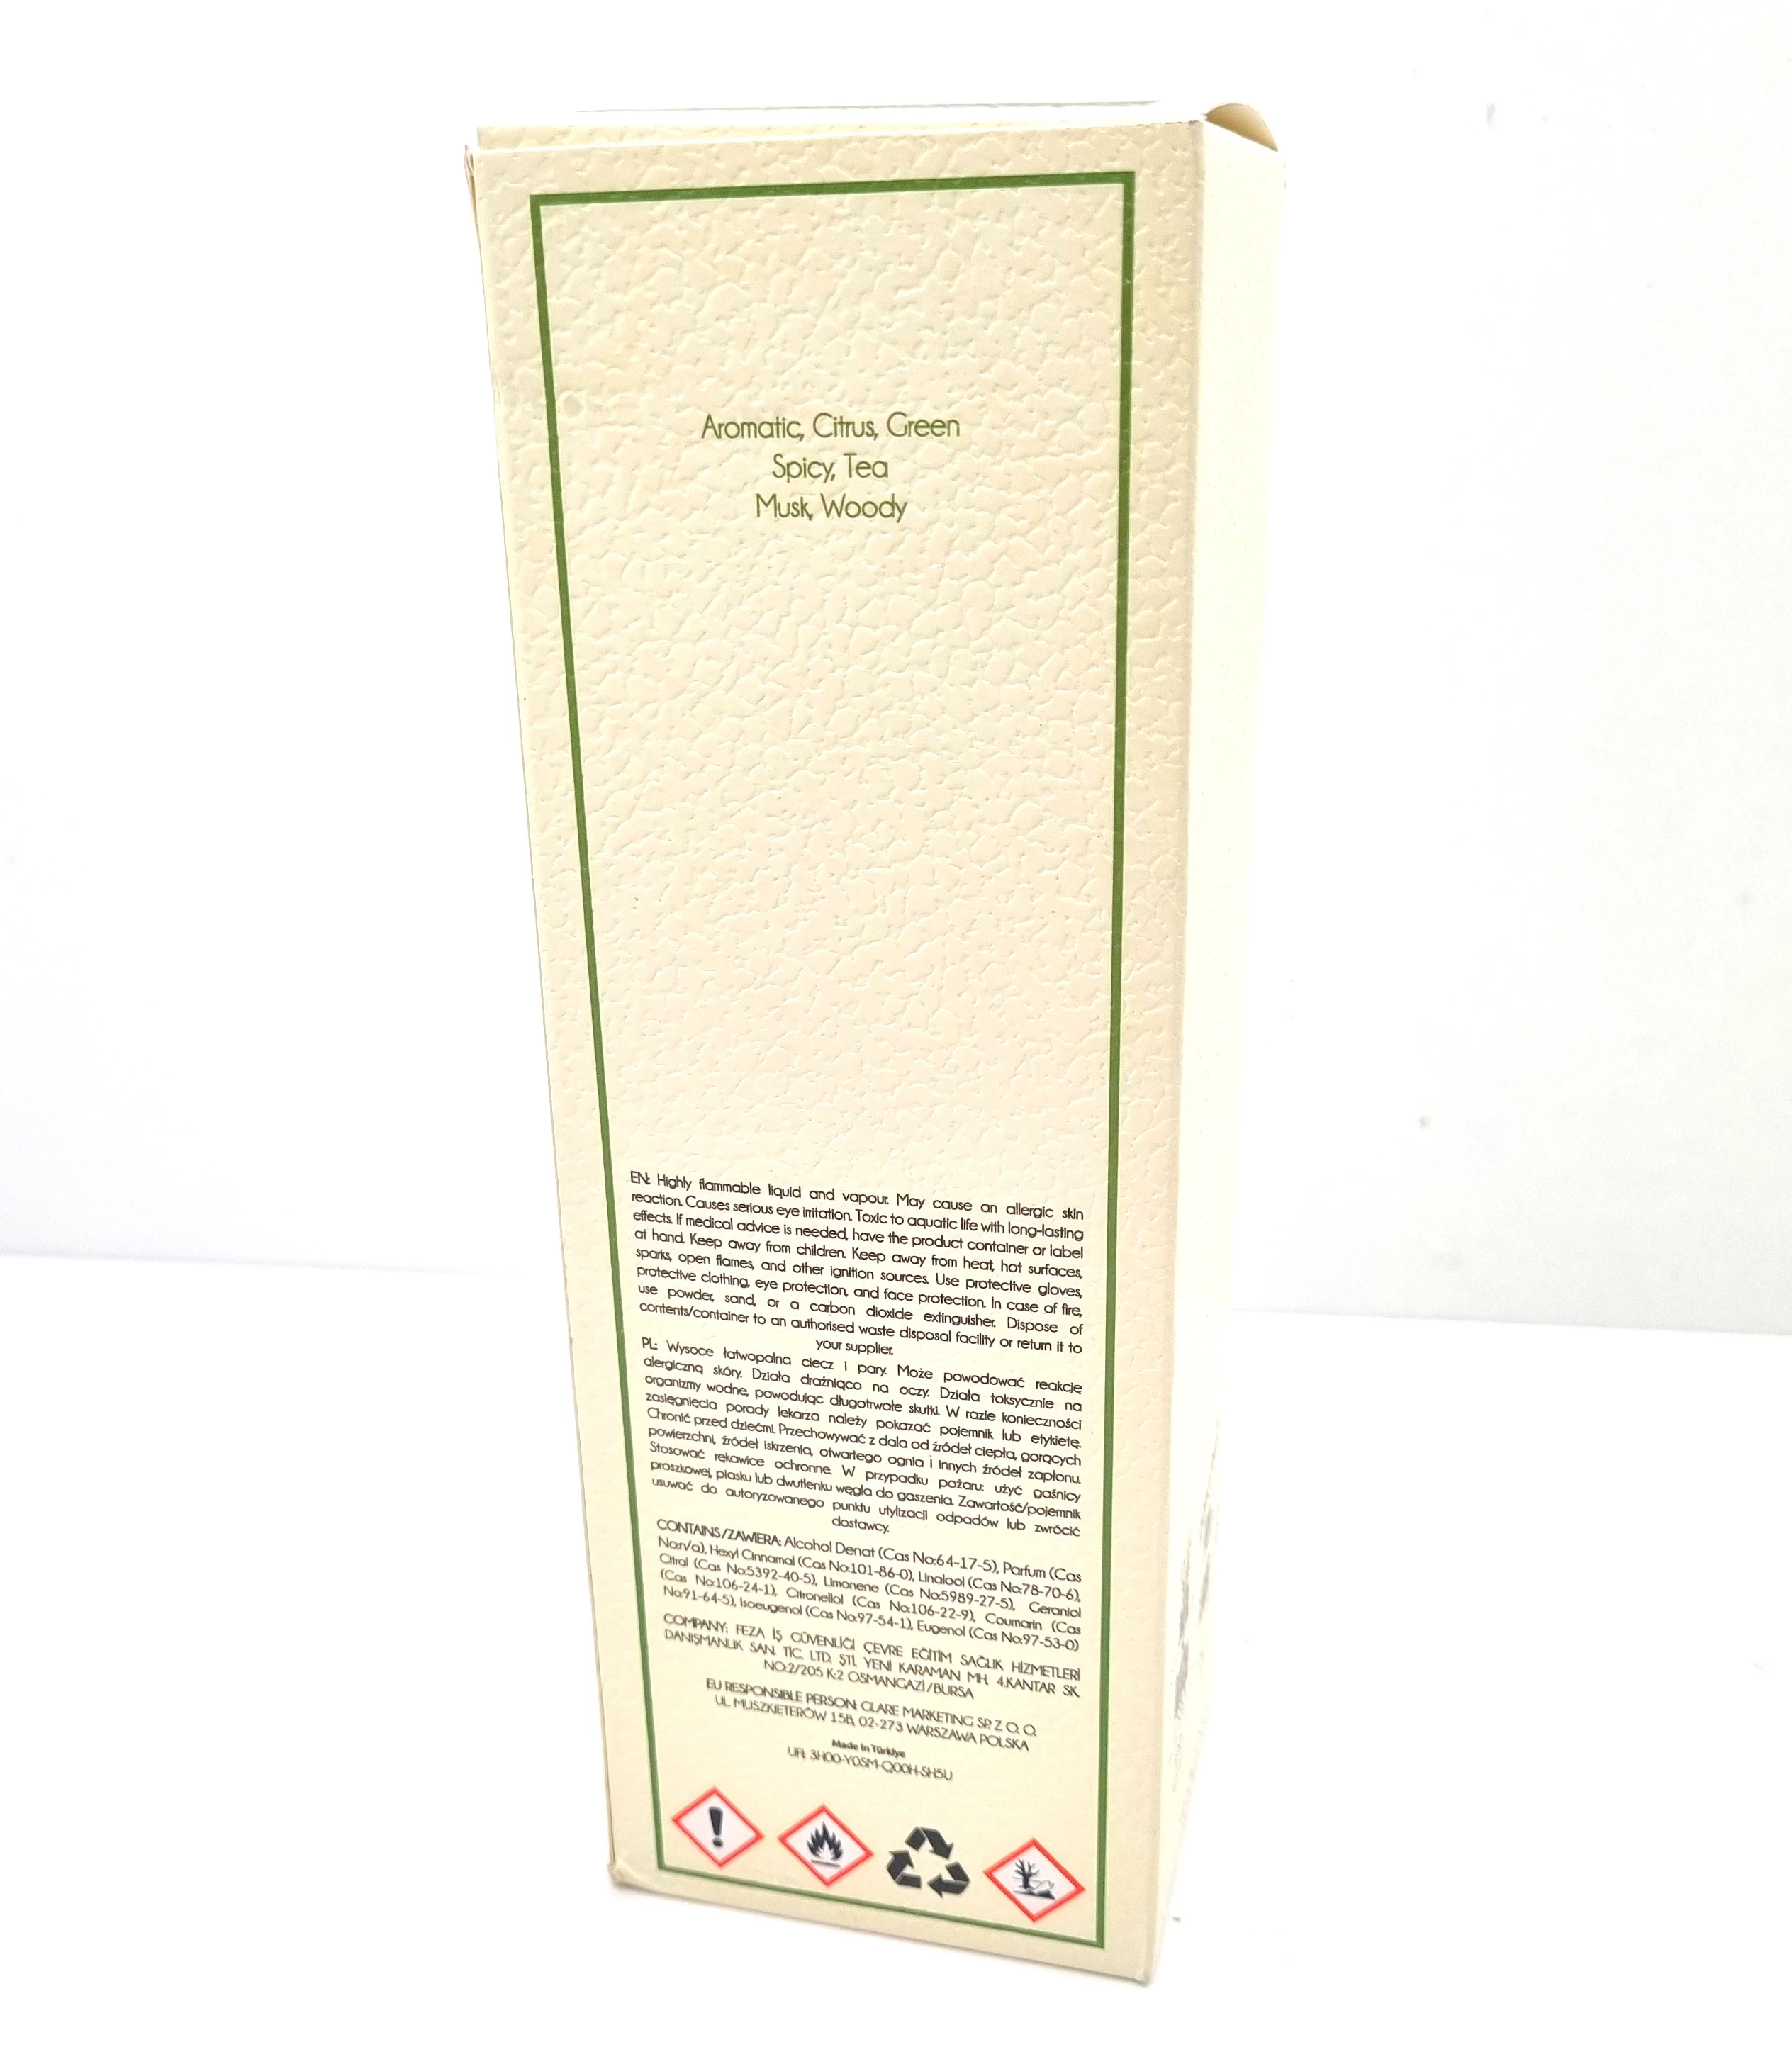 Aromatic, Citrus, Green
Spicy, Tea
Musk, Woody
EN: Highly flammable liquid and vapour. May cause an allergic skin
reaction. Causes serious eye irritation. Toxic to aquatic life with long-lasting
effects. If medical advice is needed, have the product container or label
at hand. Keep away from children. Keep away from heat, hot surfaces,
sparks, open flames, and other ignition sources. Use protective gloves,
protective clothing, eye protection, and face protection. In case of fire,
use powder, sand, or a carbon dioxide extinguisher. Dispose of
contents/container to an authorised waste disposal facility or return it to
your supplier.
PL: Wysoce łatwopalna ciecz i pary. Może powodować reakcję
alergiczną skóry. Działa drażniąco na oczy. Działa toksycznie na
organizmy wodne, powodując długotrwałe skutki. W razie konieczności
zasięgnięcia porady lekarza należy pokazać pojemnik lub etykietę.
Chronić przed dziećmi. Przechowywać z dala od źródeł ciepła, gorących
powierzchni, źródeł iskrzenia, otwartego ognia i innych źródeł zapłonu.
Stosować rękawice ochronne. W przypadku pożaru: użyć gaśnicy
proszkowej, piasku lub dwutlenku węgla do gaszenia. Zawartość/pojemnik
usuwać do autoryzowanego punktu utylizacji odpadów lub zwrócić
dostawcy.
CONTAINS/ZAWIERA: Alcohol Denat (Cas No:64-17-5), Parfum (Cas
No:n/a), Hexyl Cinnamal (Cas No:101-86-0), Linalool (Cas No:78-70-6),
Citral (Cas No:5392-40-5), Limonene (Cas No:5989-27-5), Geraniol
(Cas No:106-24-1), Citronellol (Cas No:106-22-9), Coumarin (Cas
No:91-64-5), Isoeugenol (Cas No:97-54-1), Eugenol (Cas No:97-53-0)
COMPANY: FEZA İŞ GÜVENLİĞİ ÇEVRE EĞİTİM SAĞLIK HİZMETLERİ
DANIŞMANLIK SAN. TİC. LTD. ŞTİ. YENİ KARAMAN MH. 4.KANTAR SK.
NO:2/205 K:2 OSMANGAZİ/BURSA
EU RESPONSIBLE PERSON: GLARE MARKETING SP. Z O. O.
UL. MUSZKIETERÓW 15B, 02-273 WARSZAWA POLSKA
Made in Türkiye
UFI: 3H00-Y0SM-Q00H-SH5U